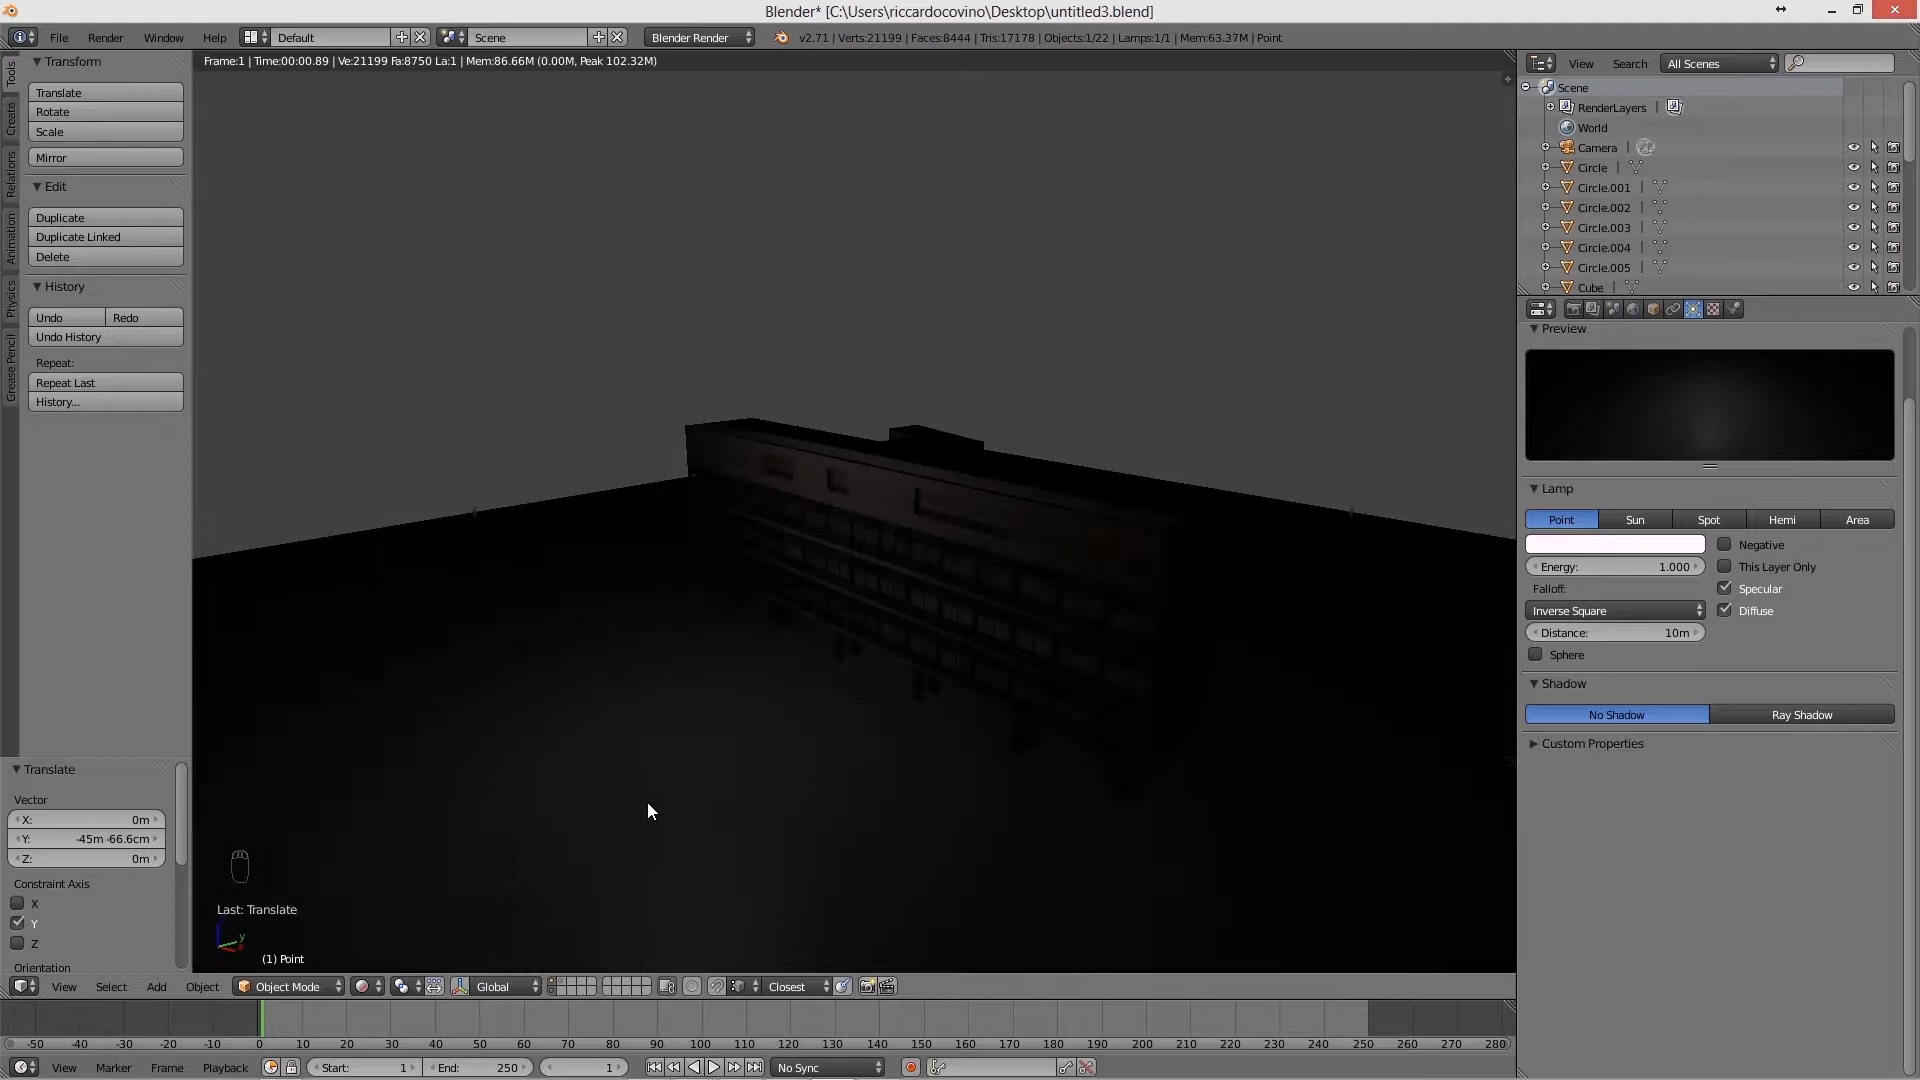 Blender* [C:\Users\riccardocovino\Desktop\untitled3.blend]
File Render Window Help Default Scene Blender Render v2.71 | Verts:21199 | Faces:8444 | Tris:17178 | Objects:1/22 | Lamps:1/1 | Mem:63.37M | Point
Frame:1 | Time:00:00.89 | Ve:21199 Fa:8750 La:1 | Mem:86.66M (0.00M, Peak 102.32M)
Tools
Create
Relations
Animation
Physics
Grease Pencil
Transform
Translate
Rotate
Scale
Mirror
Edit
Duplicate
Duplicate Linked
Delete
History
Undo Redo
Undo History
Repeat:
Repeat Last
History...
Translate
Vector
X: 0m
Y: -45m -66.6cm
Z: 0m
Constraint Axis
X
Y
Z
Orientation
Last: Translate
y
x
(1) Point
View Select Add Object Object Mode Global Closest
-50 -40 -30 -20 -10 0 10 20 30 40 50 60 70 80 90 100 110 120 130 140 150 160 170 180 190 200 210 220 230 240 250 260 270 280
View Marker Frame Playback Start: 1 End: 250 1 No Sync
View Search All Scenes
Scene
RenderLayers |
World
Camera |
Circle |
Circle.001 |
Circle.002 |
Circle.003 |
Circle.004 |
Circle.005 |
Cube |
Preview
Lamp
Point Sun Spot Hemi Area
Negative
Energy: 1.000 This Layer Only
Falloff: Specular
Inverse Square Diffuse
Distance: 10m
Sphere
Shadow
No Shadow Ray Shadow
Custom Properties